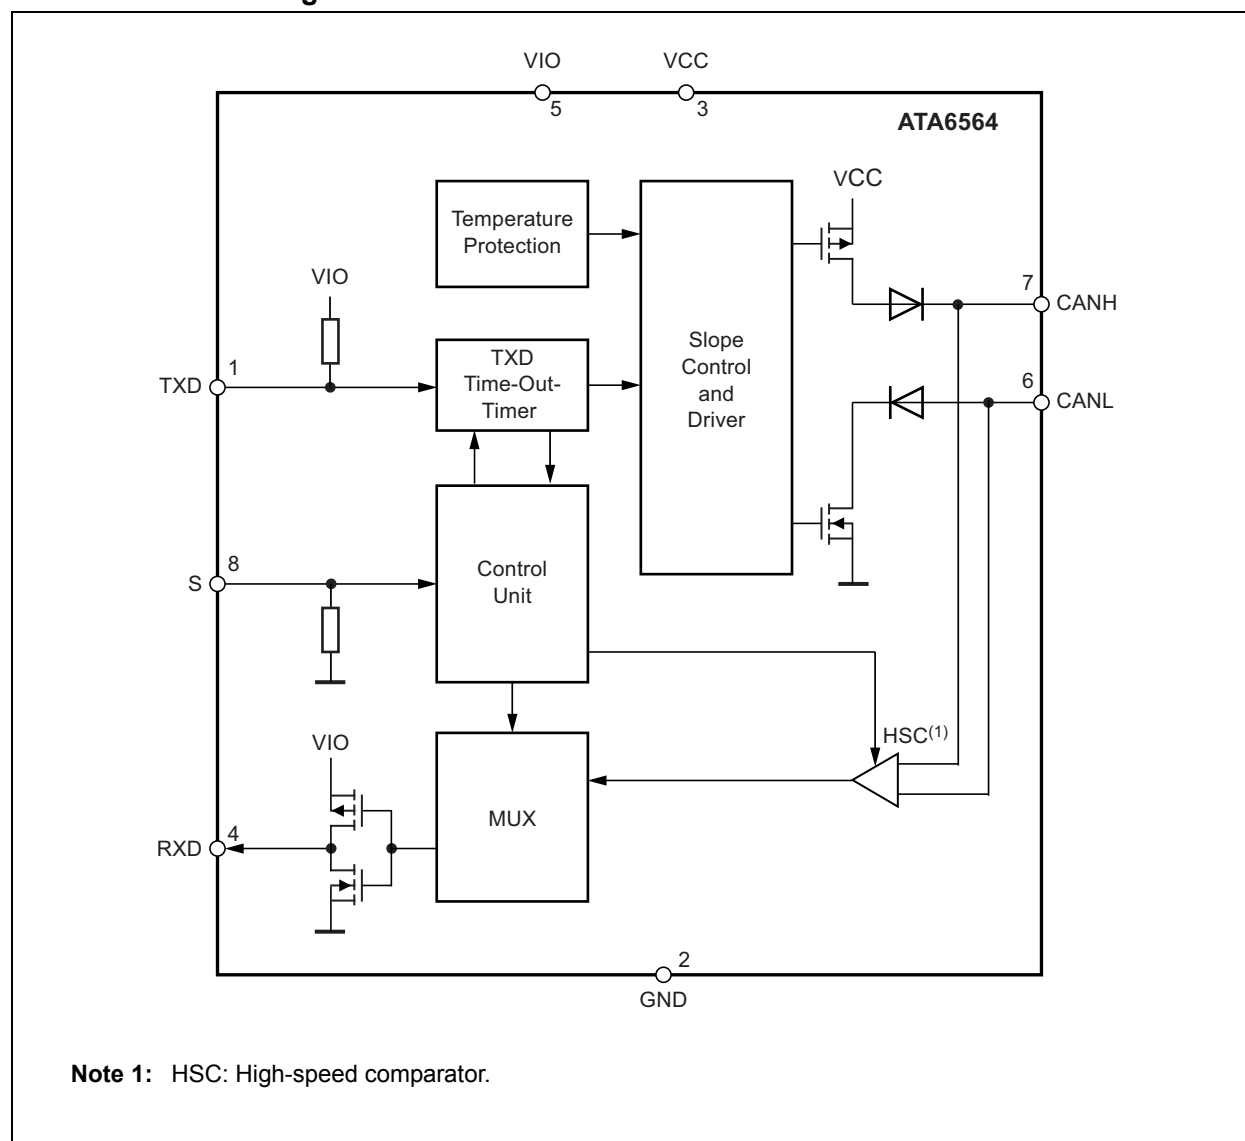 VIO
VCC
5
3
ATA6564
VCC
Temperature
Protection
VIO
7
CANH
Slope
Control
and
Driver
TXD
Time-Out-
Timer
1
TXD
6
CANL
8
S
Control
Unit
HSC(1)
VIO
MUX
4
RXD
2
GND
Note 1: HSC: High-speed comparator.